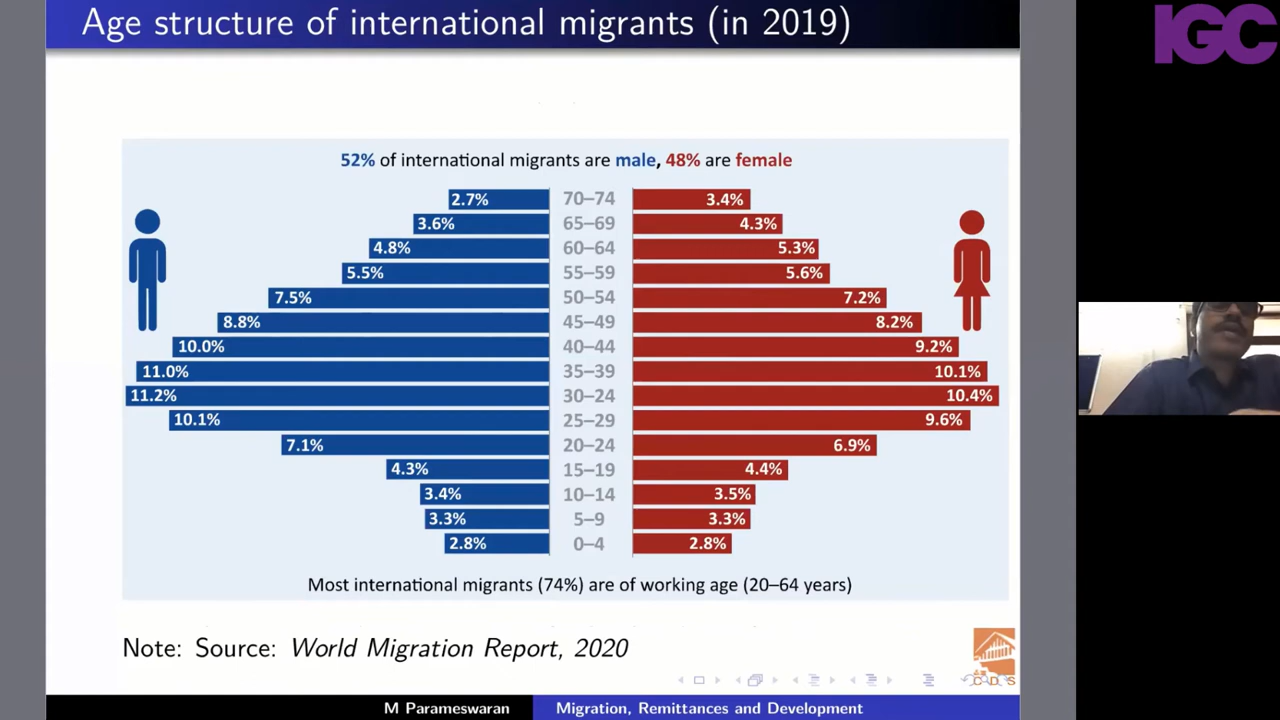 Age structure of international migrants (in 2019)
IGC
52% of international migrants are male, 48% are female
2.7% 70–74 3.4%
3.6% 65–69 4.3%
4.8% 60–64 5.3%
5.5% 55–59 5.6%
7.5% 50–54 7.2%
8.8% 45–49 8.2%
10.0% 40–44 9.2%
11.0% 35–39 10.1%
11.2% 30–24 10.4%
10.1% 25–29 9.6%
7.1% 20–24 6.9%
4.3% 15–19 4.4%
3.4% 10–14 3.5%
3.3% 5–9 3.3%
2.8% 0–4 2.8%
Most international migrants (74%) are of working age (20–64 years)
Note: Source: World Migration Report, 2020
CDS
M Parameswaran Migration, Remittances and Development